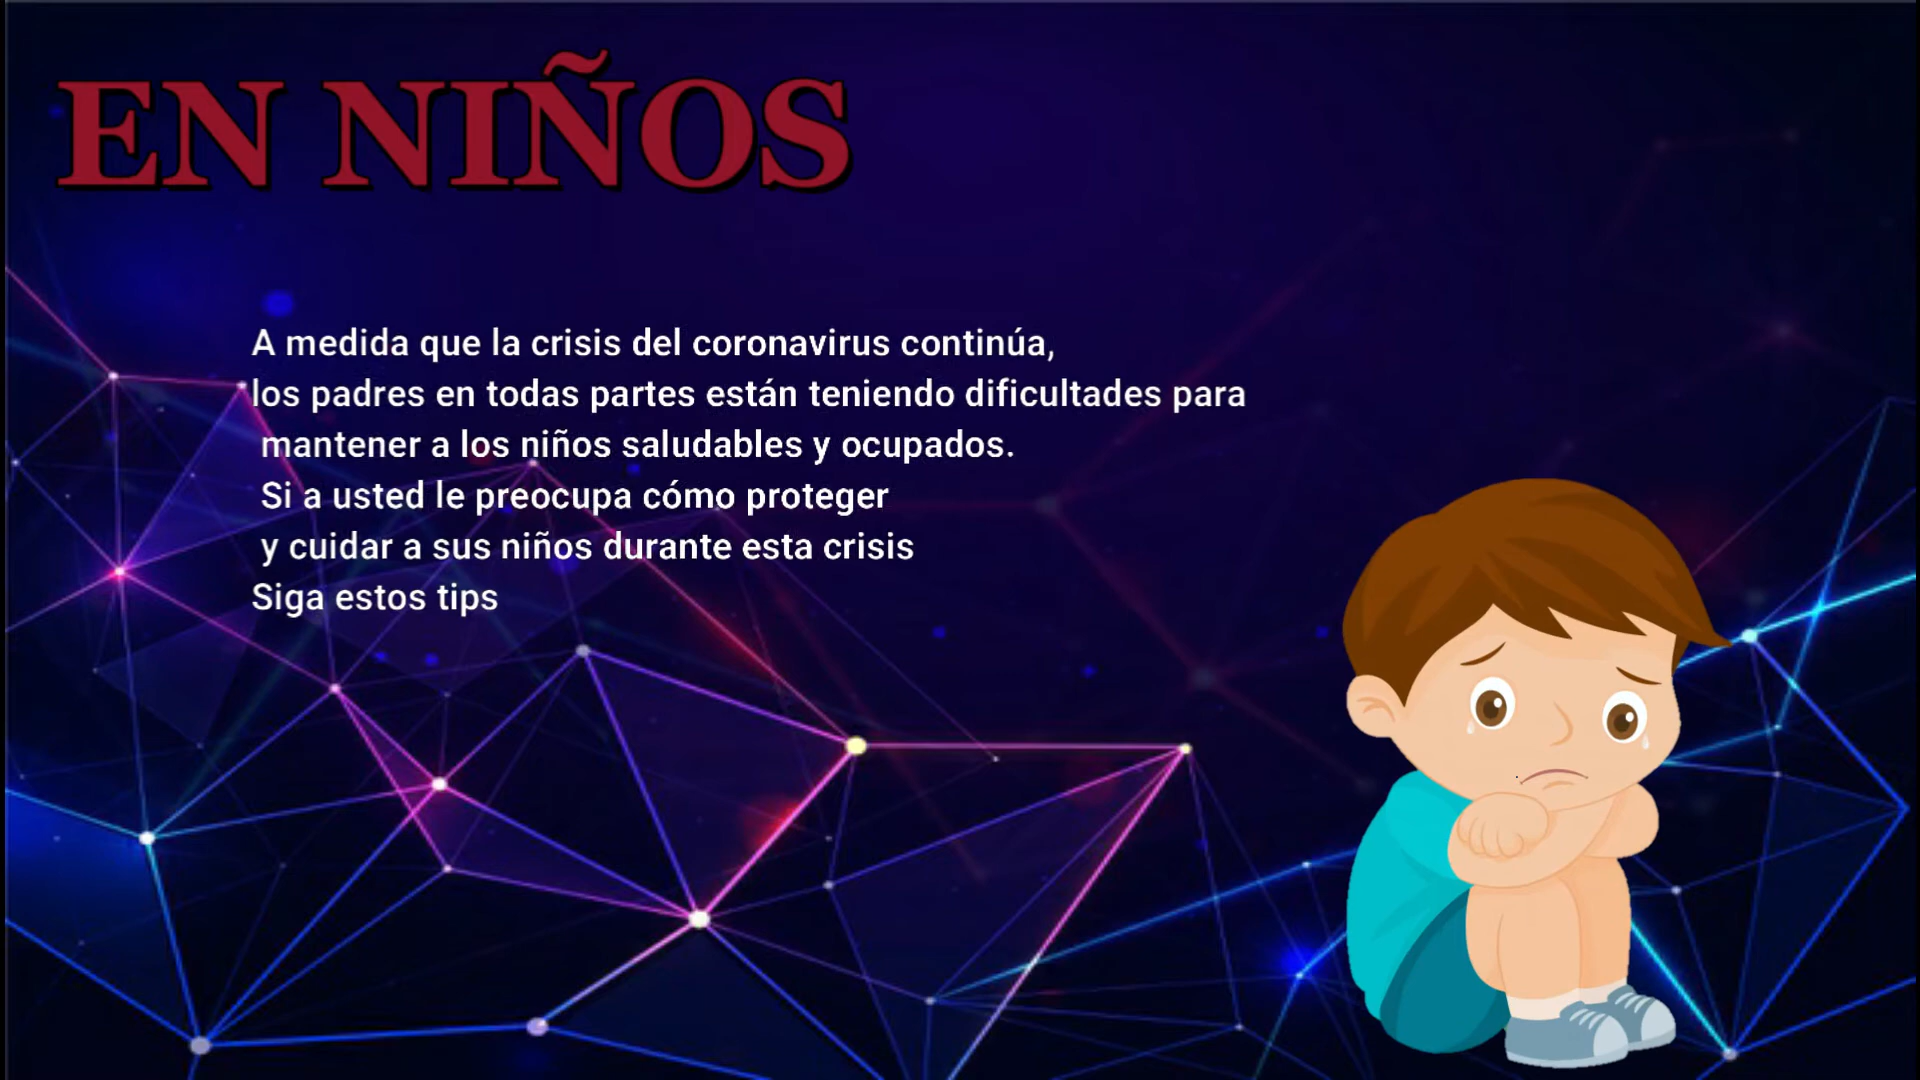 EN NIÑOS
A medida que la crisis del coronavirus continúa,
los padres en todas partes están teniendo dificultades para
mantener a los niños saludables y ocupados.
Si a usted le preocupa cómo proteger
y cuidar a sus niños durante esta crisis
Siga estos tips